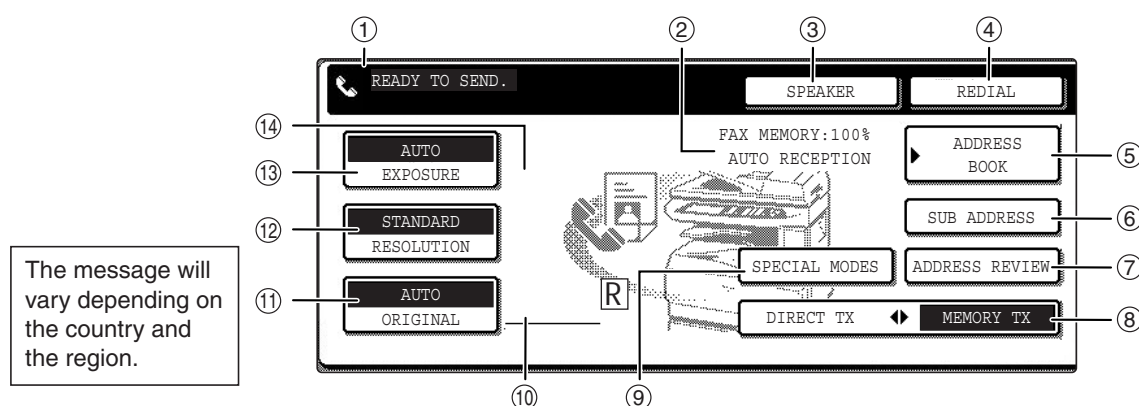 ① ② ③ ④
READY TO SEND.
SPEAKER
REDIAL
⑭
FAX MEMORY:100%
AUTO RECEPTION
AUTO
EXPOSURE
⑬
ADDRESS
BOOK
⑤
STANDARD
RESOLUTION
⑫
SUB ADDRESS
⑥
The message will
vary depending on
the country and
the region.
AUTO
ORIGINAL
⑪
R
SPECIAL MODES
ADDRESS REVIEW
⑦
DIRECT TX
MEMORY TX
⑧
⑩ ⑨